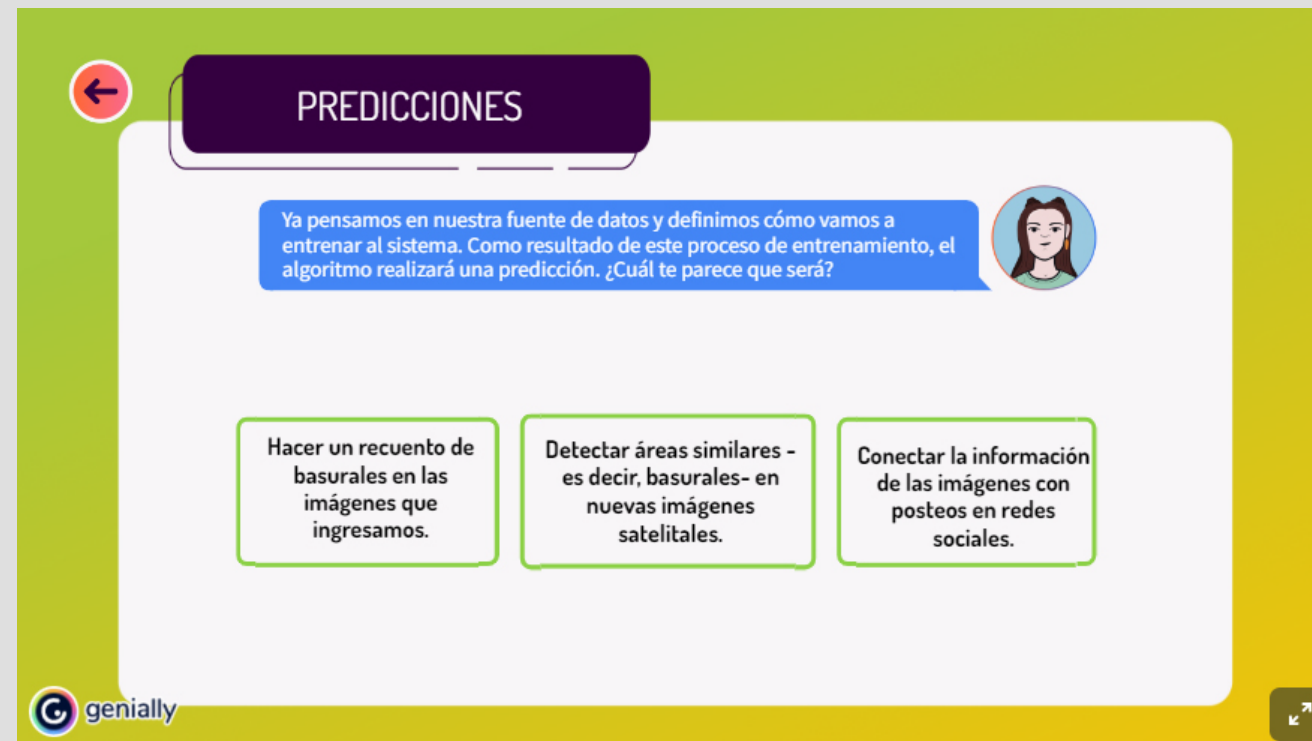 PREDICCIONES
Ya pensamos en nuestra fuente de datos y definimos cómo vamos a
entrenar al sistema. Como resultado de este proceso de entrenamiento, el
algoritmo realizará una predicción. ¿Cuál te parece que será?
Hacer un recuento de
basurales en las
imágenes que
ingresamos.
Detectar áreas similares -
es decir, basurales- en
nuevas imágenes
satelitales.
Conectar la información
de las imágenes con
posteos en redes
sociales.
genially